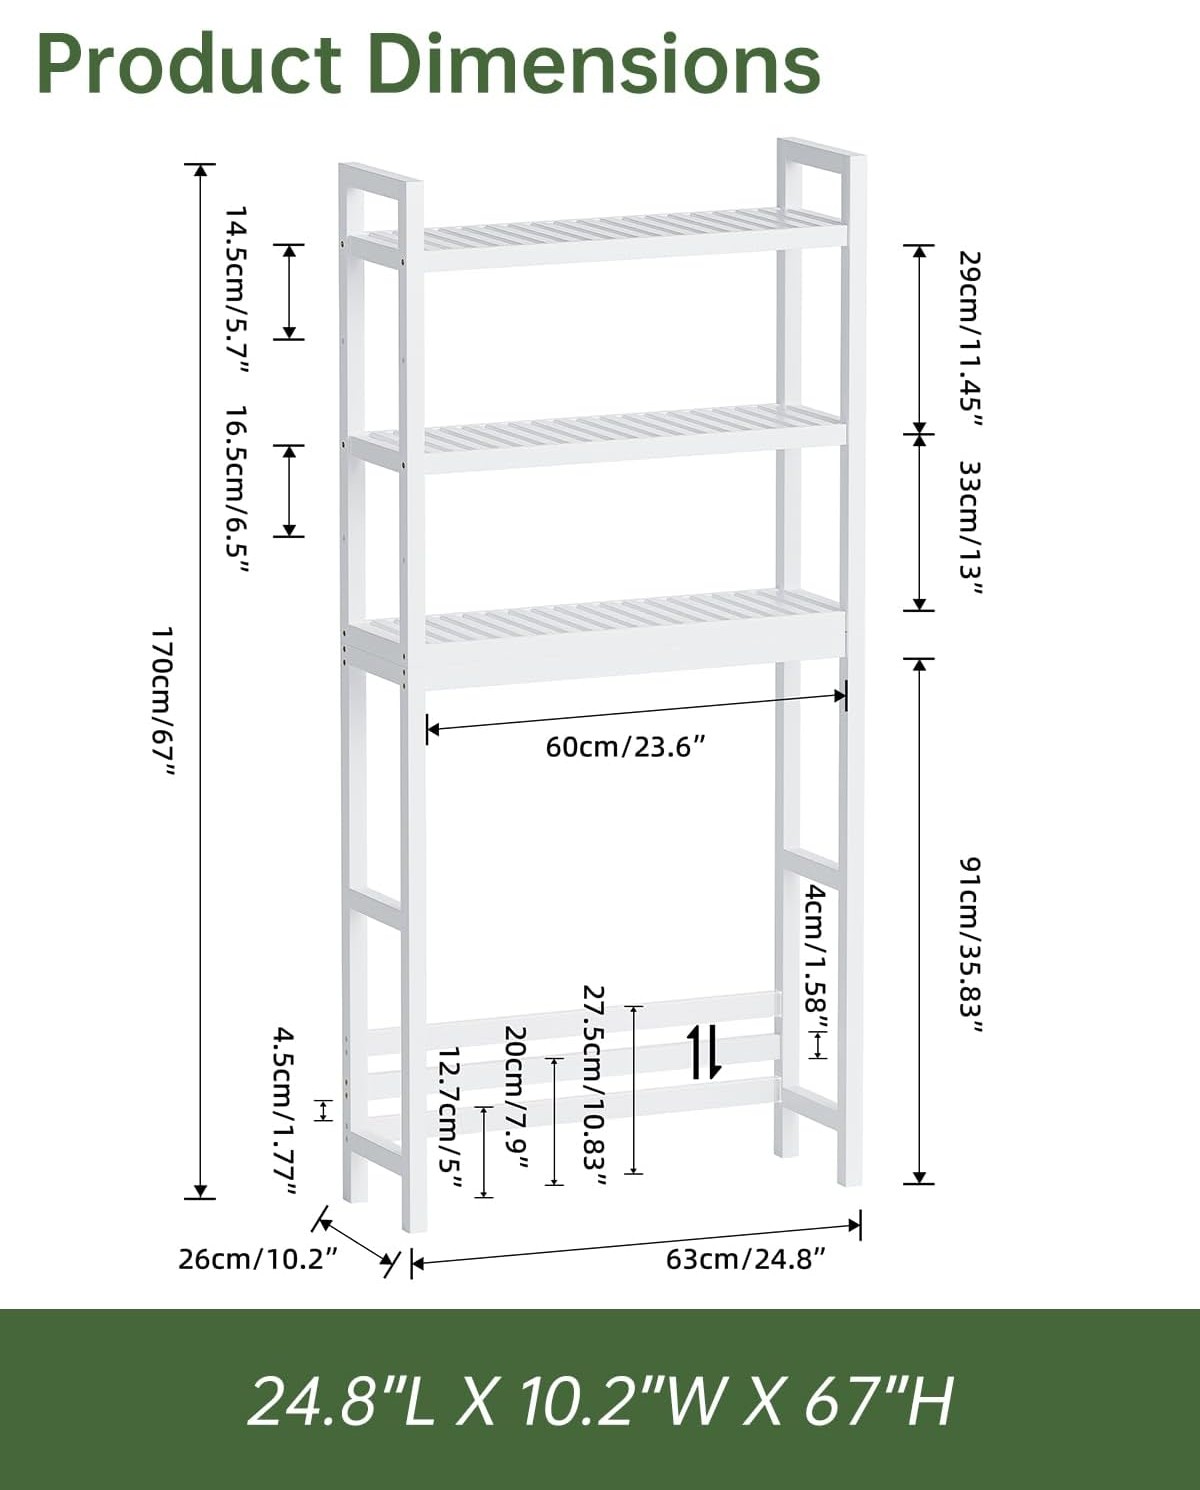 Product Dimensions
14.5cm/5.7"
16.5cm/6.5"
29cm/11.45"
33cm/13"
170cm/67"
60cm/23.6"
91cm/35.83"
4cm/1.58"
27.5cm/10.83"
20cm/7.9"
12.7cm/5"
4.5cm/1.77"
26cm/10.2"
63cm/24.8"
24.8"L X 10.2"W X 67"H